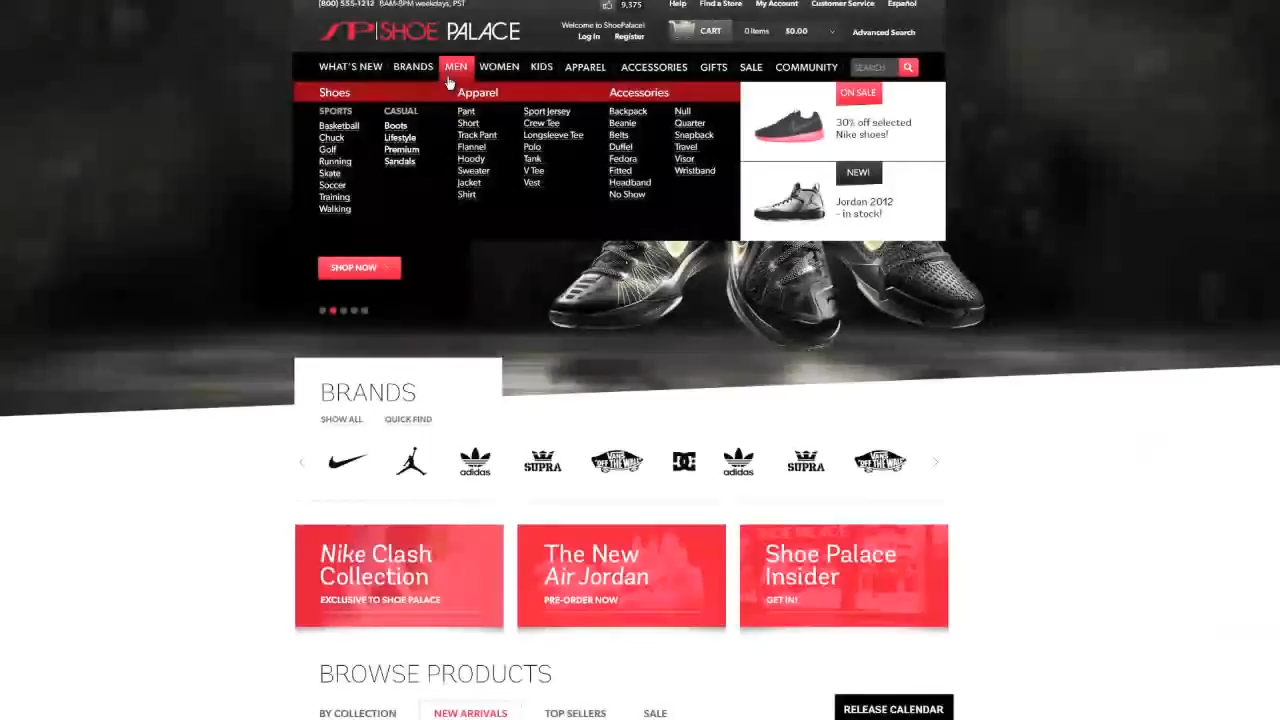 (800) 555-1212 8AM-8PM weekdays, PST
9,375
Help Find a Store My Account Customer Service Español
SP|SHOE PALACE
Welcome to ShoePalace!
Log In Register
CART 0 items $0.00
Advanced Search
WHAT'S NEW BRANDS MEN WOMEN KIDS APPAREL ACCESSORIES GIFTS SALE COMMUNITY SEARCH
Shoes
SPORTS
Basketball
Chuck
Golf
Running
Skate
Soccer
Training
Walking
CASUAL
Boots
Lifestyle
Premium
Sandals
Apparel
Pant
Short
Track Pant
Flannel
Hoody
Sweater
Jacket
Shirt
Sport Jersey
Crew Tee
Longsleeve Tee
Polo
Tank
V Tee
Vest
Accessories
Backpack
Beanie
Belts
Duffel
Fedora
Fitted
Headband
No Show
Null
Quarter
Snapback
Travel
Visor
Wristband
ON SALE
30% off selected
Nike shoes!
NEW!
Jordan 2012
- in stock!
SHOP NOW
BRANDS
SHOW ALL QUICK FIND
adidas SUPRA VANS "OFF THE WALL" DC adidas SUPRA VANS "OFF THE WALL"
Nike Clash
Collection
EXCLUSIVE TO SHOE PALACE
The New
Air Jordan
PRE-ORDER NOW
Shoe Palace
Insider
GET IN!
BROWSE PRODUCTS
BY COLLECTION NEW ARRIVALS TOP SELLERS SALE
RELEASE CALENDAR